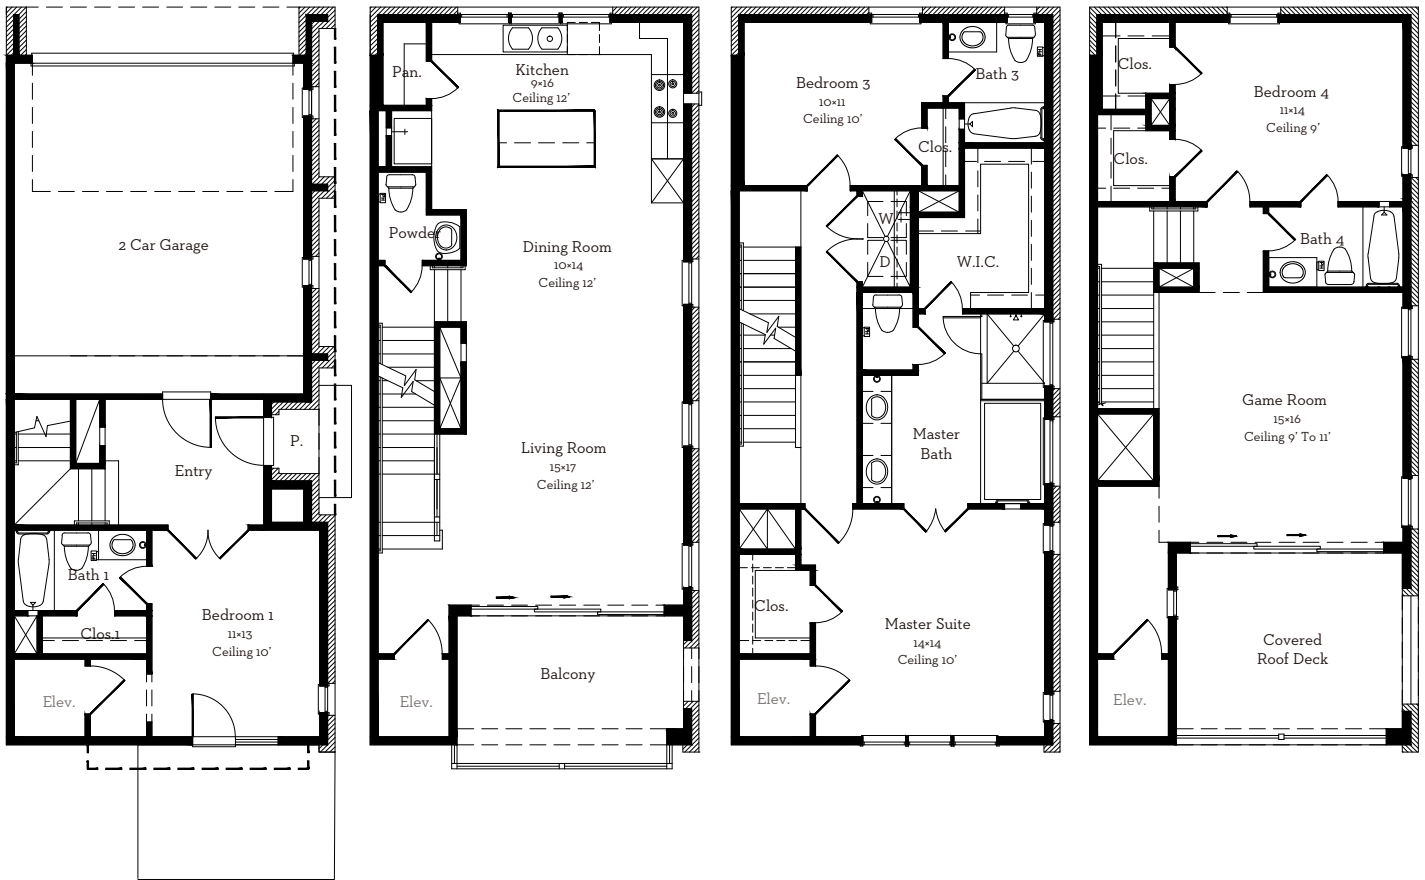 2 Car Garage
P.
Entry
Bath 1
Clos.1
Bedroom 1
11×13
Ceiling 10'
Elev.
Pan.
Kitchen
9×16
Ceiling 12'
Powder
Dining Room
10×14
Ceiling 12'
Living Room
15×17
Ceiling 12'
Balcony
Elev.
Bedroom 3
10×11
Ceiling 10'
Bath 3
Clos.
W
D
W.I.C.
Master
Bath
Clos.
Master Suite
14×14
Ceiling 10'
Elev.
Clos.
Bedroom 4
11×14
Ceiling 9'
Clos.
Bath 4
Game Room
15×16
Ceiling 9' To 11'
Covered
Roof Deck
Elev.